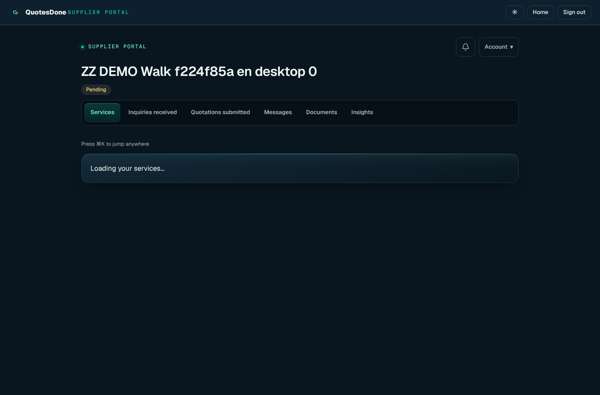 QuotesDone SUPPLIER PORTAL
Home
Sign out
SUPPLIER PORTAL
Account ▾
ZZ DEMO Walk f224f85a en desktop 0
Pending
Services
Inquiries received
Quotations submitted
Messages
Documents
Insights
Press ⌘K to jump anywhere
Loading your services...